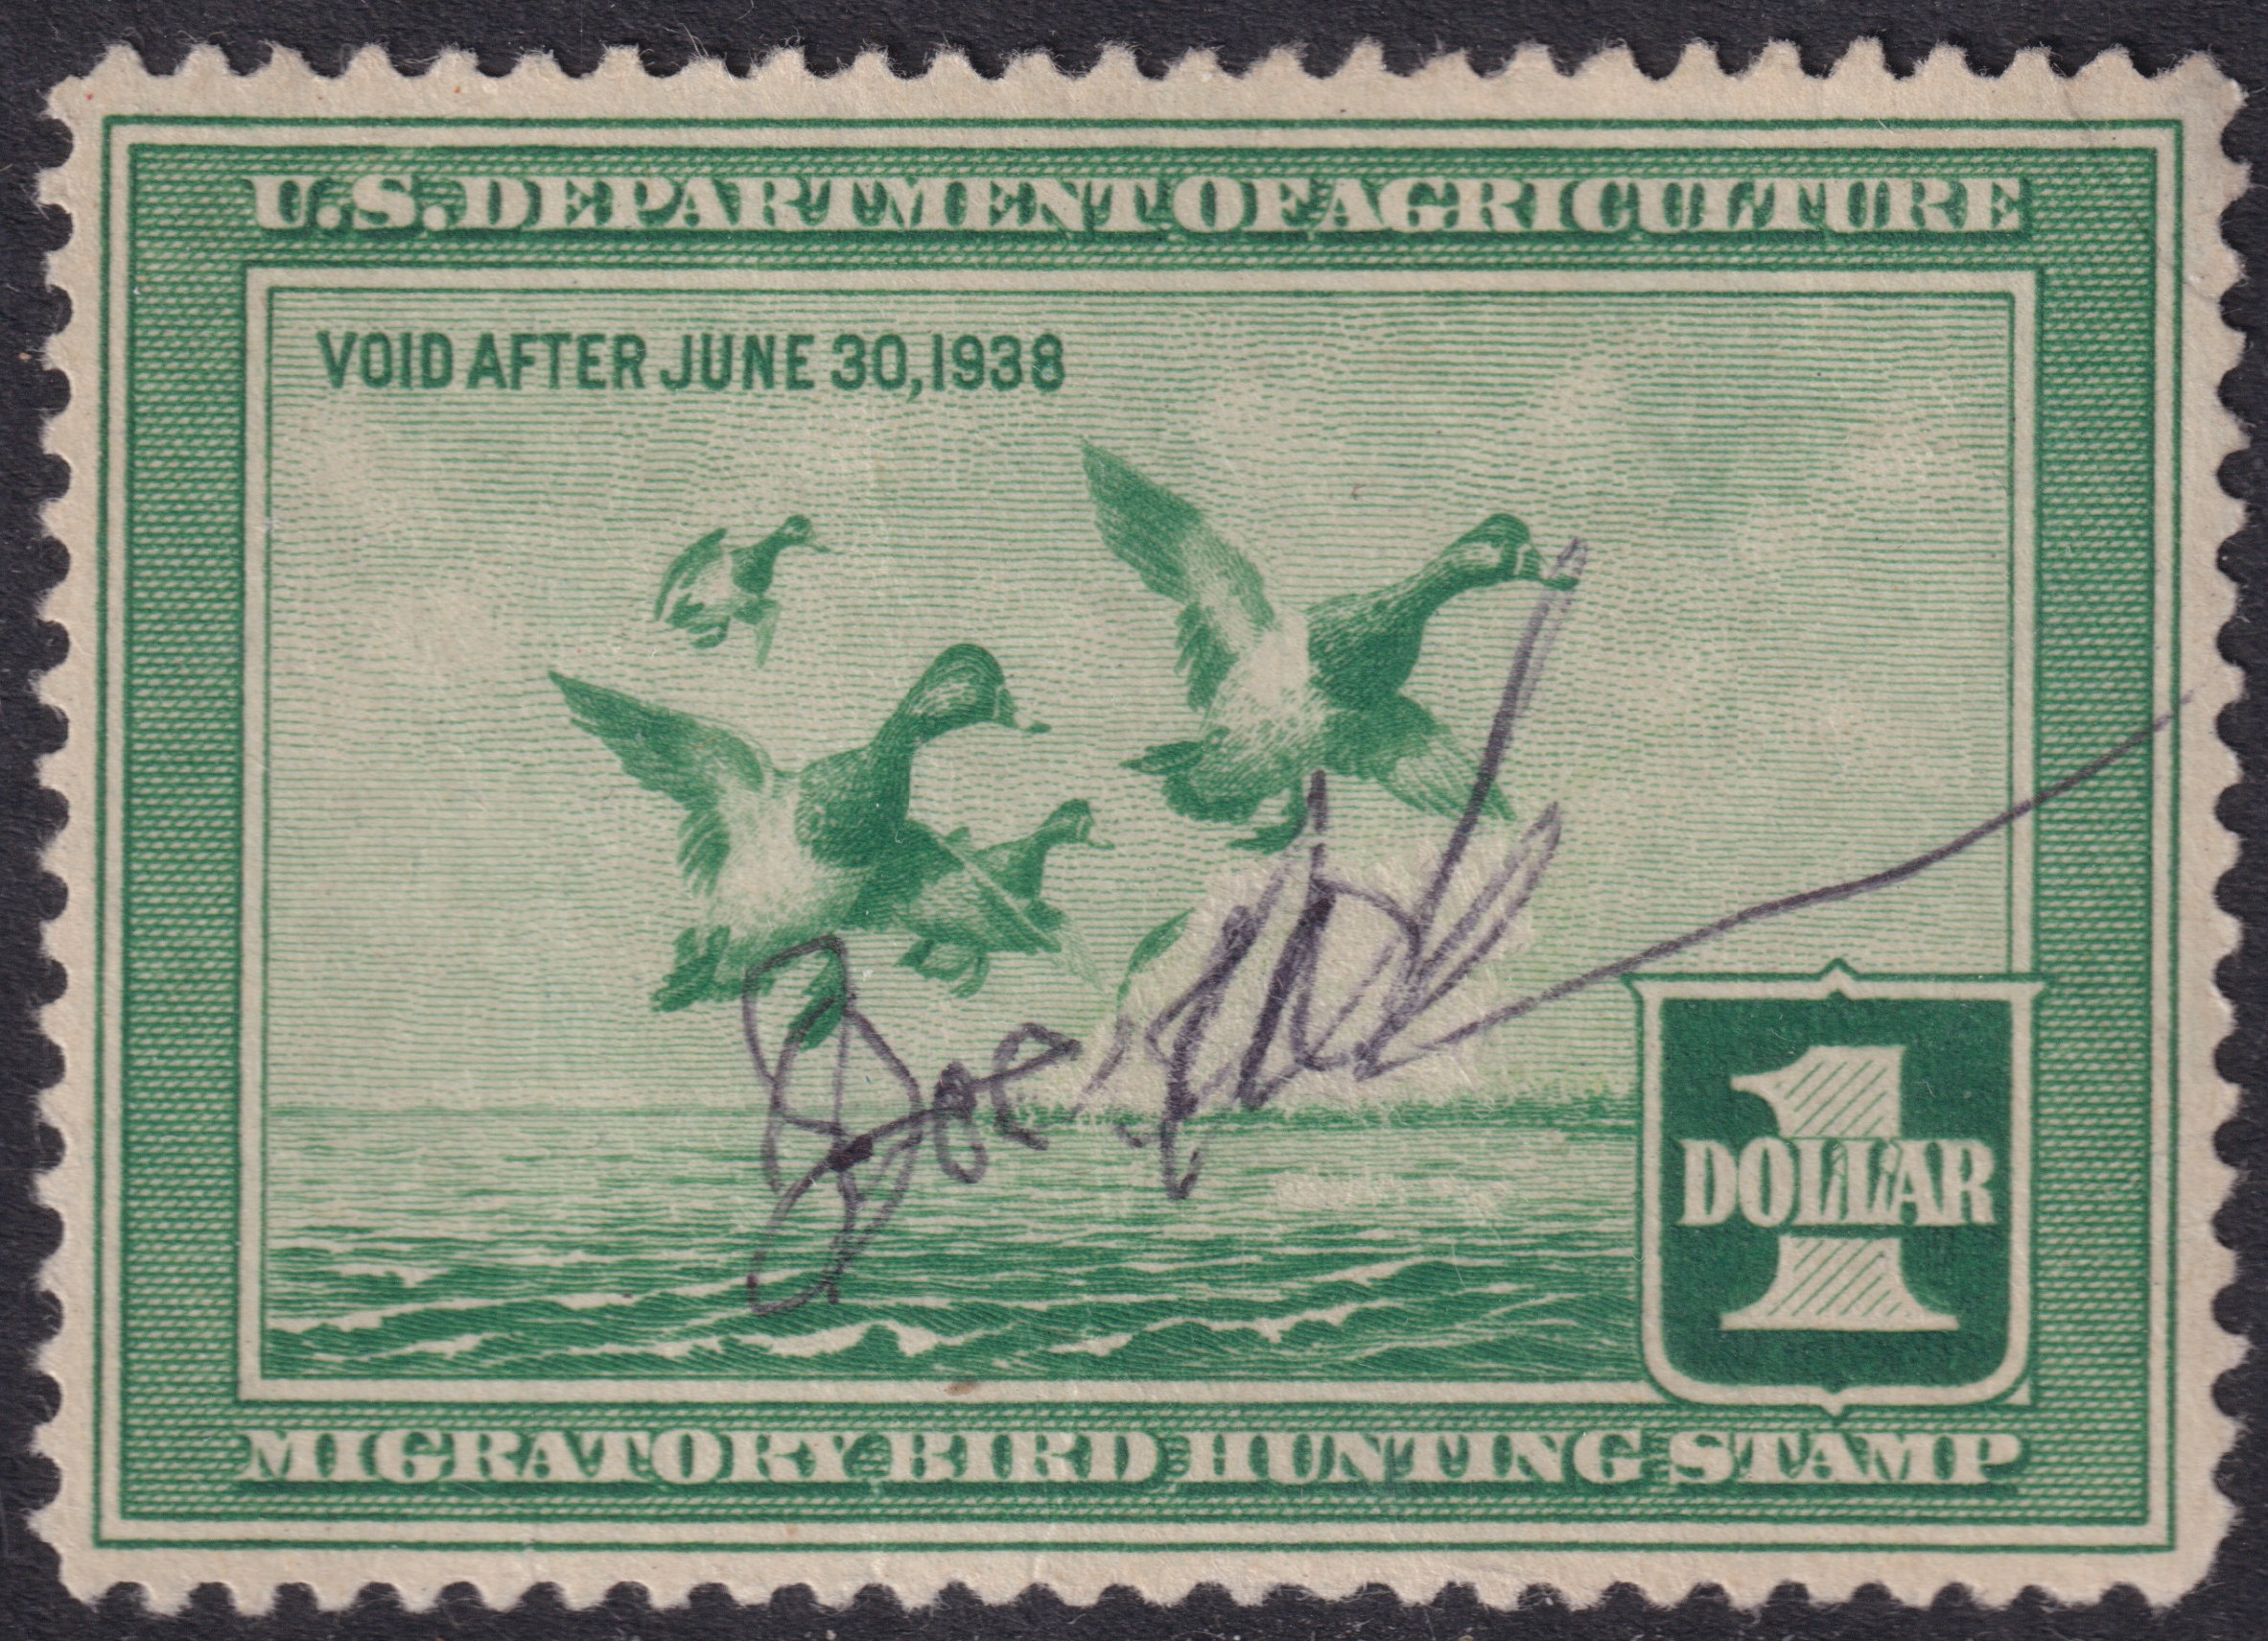 U.S. DEPARTMENT OF AGRICULTURE
VOID AFTER JUNE 30, 1938
1
DOLLAR
MIGRATORY BIRD HUNTING STAMP